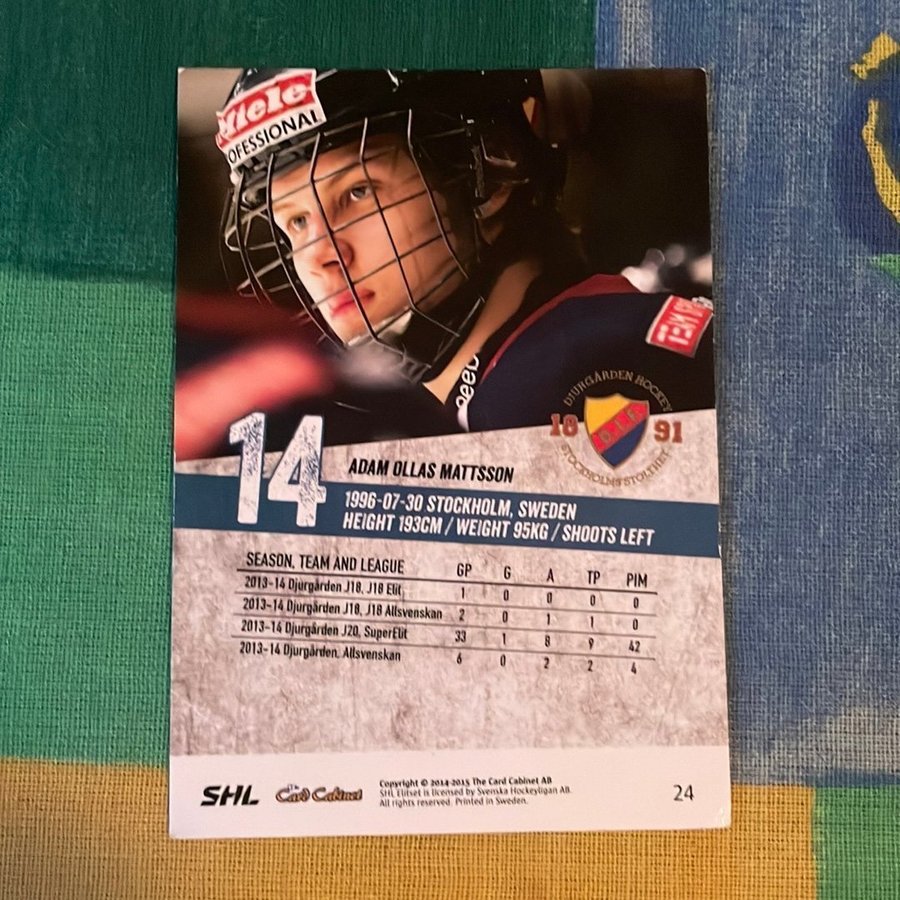 Miele
OFESSIONAL
DJURGÅRDEN HOCKEY
18 91
D.I.F.
STOCKHOLMS STOLTHET
14
ADAM OLLAS MATTSSON
1996-07-30 STOCKHOLM, SWEDEN
HEIGHT 193CM / WEIGHT 95KG / SHOOTS LEFT
SEASON, TEAM AND LEAGUE GP G A TP PIM
2013-14 Djurgården J18, J18 Elit 1 0 0 0 0
2013-14 Djurgården J18, J18 Allsvenskan 2 0 1 1 0
2013-14 Djurgården J20, SuperElit 33 1 8 9 42
2013-14 Djurgården, Allsvenskan 6 0 2 2 4
SHL
The Card Cabinet
Copyright © 2014-2015 The Card Cabinet AB
SHL Elitset is licensed by Svenska Hockeyligan AB.
All rights reserved. Printed in Sweden.
24